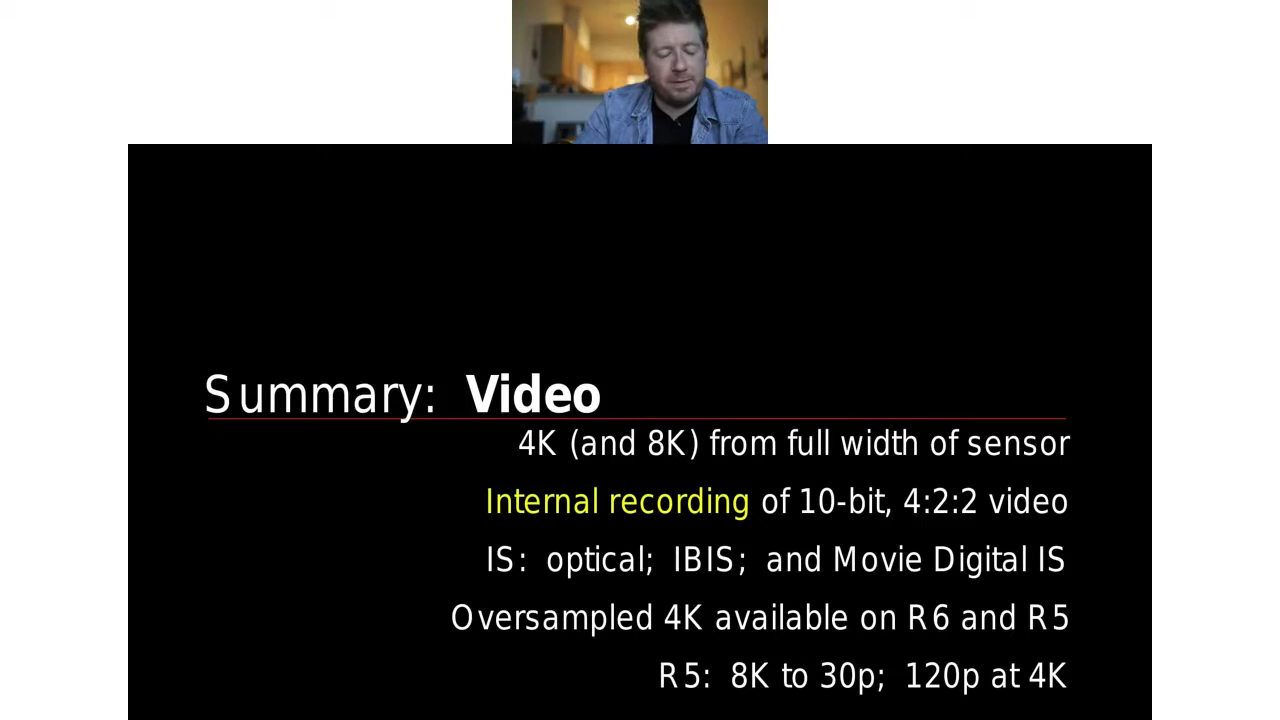 Summary: Video
4K (and 8K) from full width of sensor
Internal recording of 10-bit, 4:2:2 video
IS: optical; IBIS; and Movie Digital IS
Oversampled 4K available on R6 and R5
R5: 8K to 30p; 120p at 4K